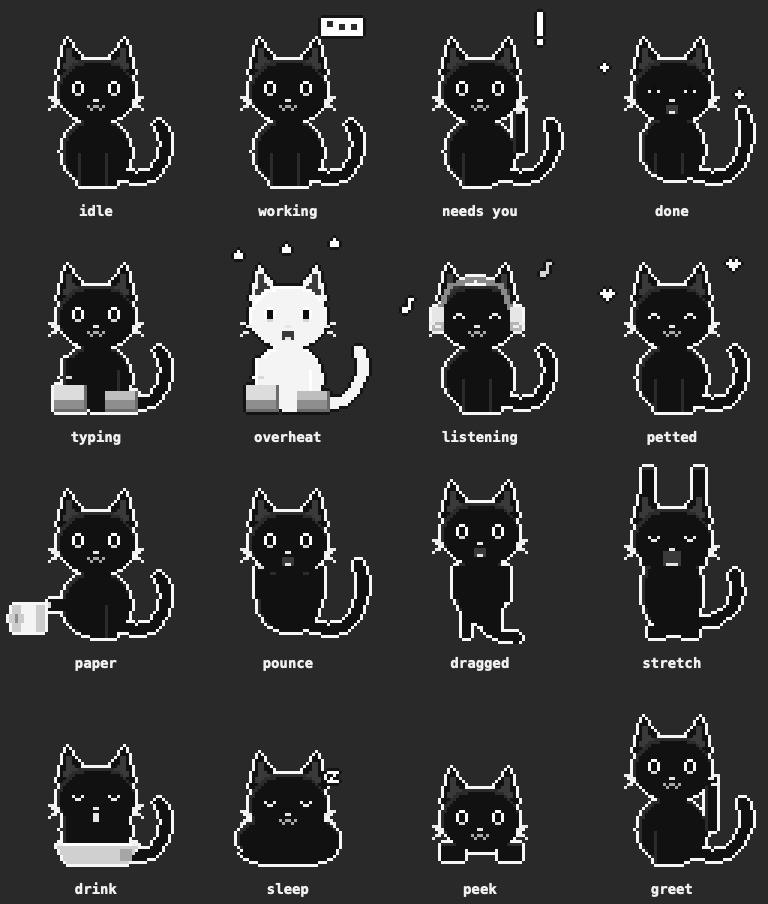 !
idle
working
needs you
done
typing
overheat
listening
petted
paper
pounce
dragged
stretch
z
drink
sleep
peek
greet